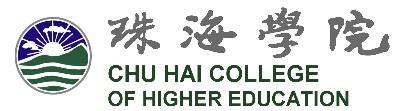 珠海學院
CHU HAI COLLEGE
OF HIGHER EDUCATION